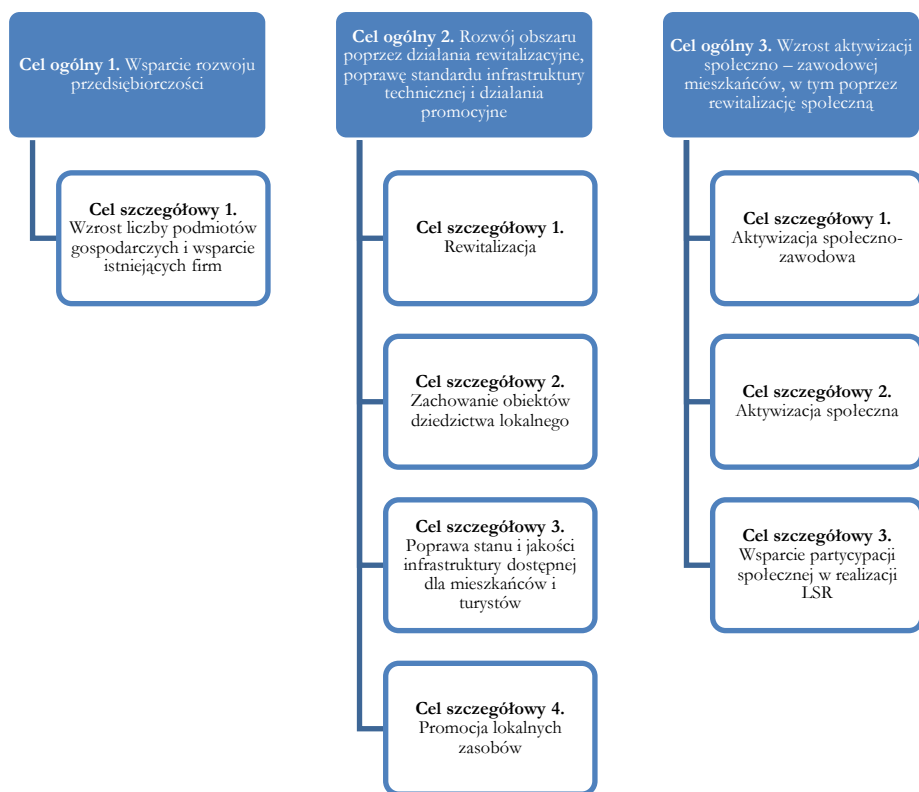 Cel ogólny 1. Wsparcie rozwoju
przedsiębiorczości
Cel szczegółowy 1.
Wzrost liczby podmiotów
gospodarczych i wsparcie
istniejących firm
Cel ogólny 2. Rozwój obszaru
poprzez działania rewitalizacyjne,
poprawę standardu infrastruktury
technicznej i działania
promocyjne
Cel szczegółowy 1.
Rewitalizacja
Cel szczegółowy 2.
Zachowanie obiektów
dziedzictwa lokalnego
Cel szczegółowy 3.
Poprawa stanu i jakości
infrastruktury dostępnej
dla mieszkańców i
turystów
Cel szczegółowy 4.
Promocja lokalnych
zasobów
Cel ogólny 3. Wzrost aktywizacji
społeczno – zawodowej
mieszkańców, w tym poprzez
rewitalizację społeczną
Cel szczegółowy 1.
Aktywizacja społeczno-
zawodowa
Cel szczegółowy 2.
Aktywizacja społeczna
Cel szczegółowy 3.
Wsparcie partycypacji
społecznej w realizacji
LSR